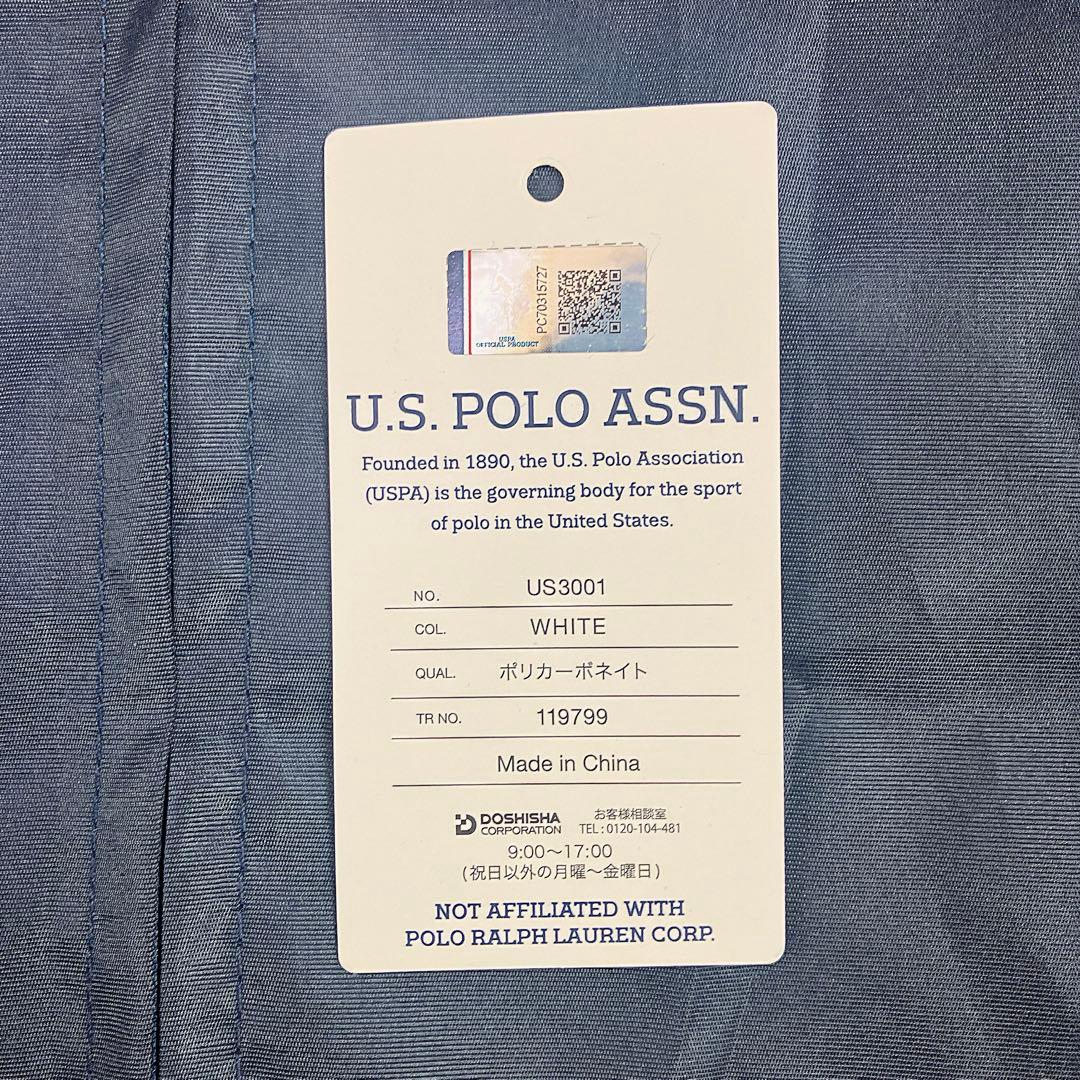 PC70315727
USPA
OFFICIAL PRODUCT
U.S. POLO ASSN.
Founded in 1890, the U.S. Polo Association
(USPA) is the governing body for the sport
of polo in the United States.
NO. US3001
COL. WHITE
QUAL. ポリカーボネイト
TR NO. 119799
Made in China
DOSHISHA
CORPORATION
お客様相談室
TEL : 0120-104-481
9:00〜17:00
(祝日以外の月曜〜金曜日)
NOT AFFILIATED WITH
POLO RALPH LAUREN CORP.